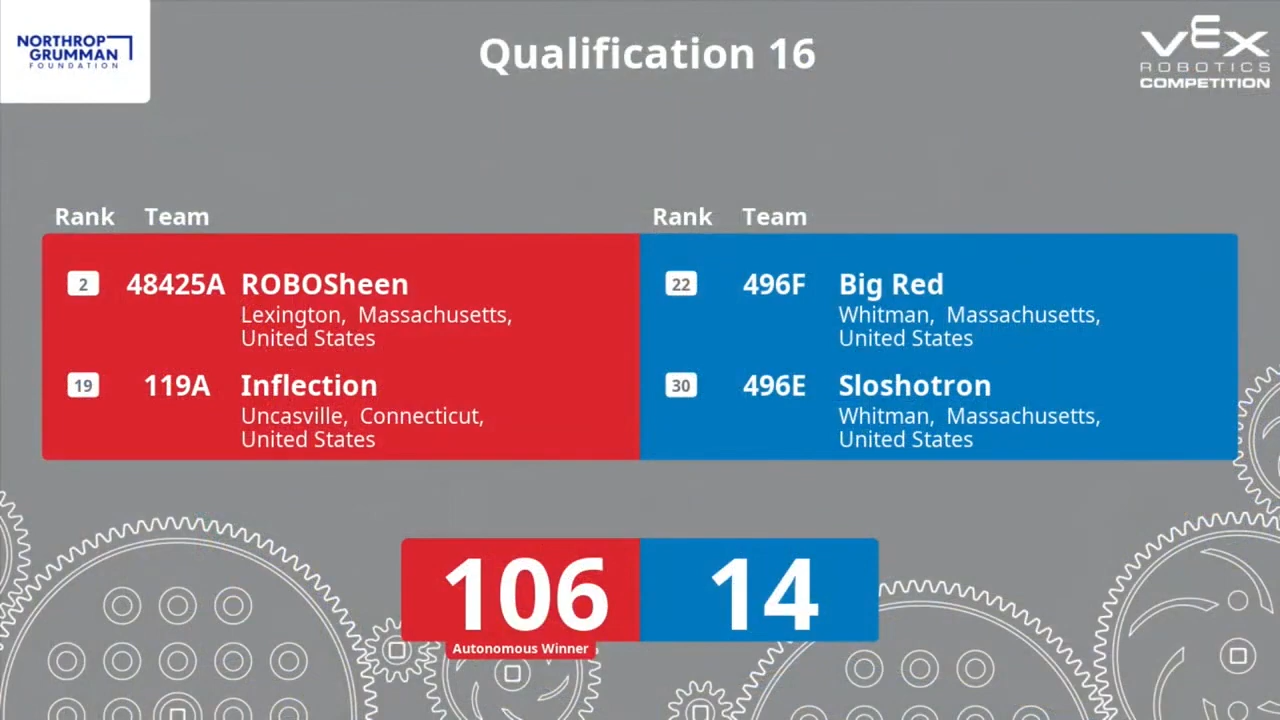 NORTHROP
GRUMMAN
FOUNDATION
Qualification 16
VEX
ROBOTICS
COMPETITION
Rank Team
Rank Team
2 48425A ROBOSheen
Lexington, Massachusetts,
United States
19 119A Inflection
Uncasville, Connecticut,
United States
22 496F Big Red
Whitman, Massachusetts,
United States
30 496E Sloshotron
Whitman, Massachusetts,
United States
106 14
Autonomous Winner